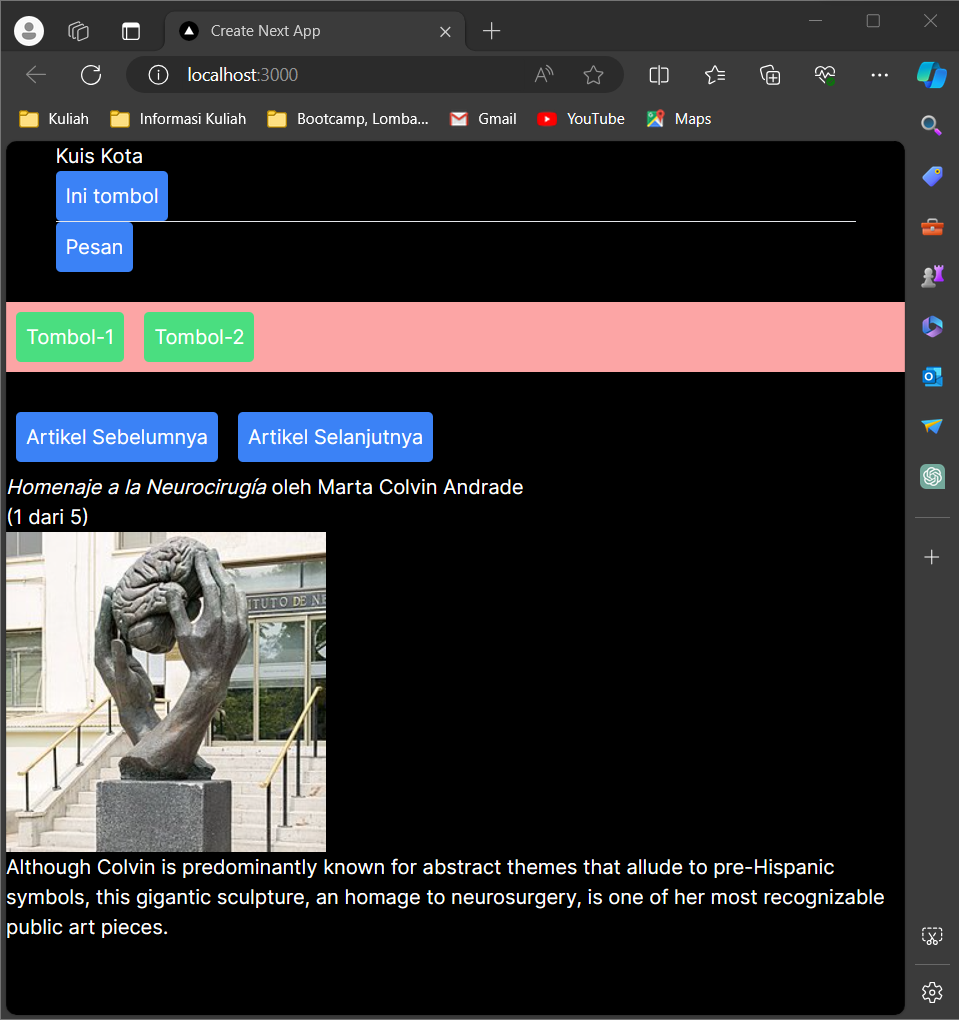 Create Next App
localhost:3000
Kuliah
Informasi Kuliah
Bootcamp, Lomba...
Gmail
YouTube
Maps
Kuis Kota
Ini tombol
Pesan
Tombol-1
Tombol-2
Artikel Sebelumnya
Artikel Selanjutnya
Homenaje a la Neurocirugía oleh Marta Colvin Andrade
(1 dari 5)
ITUTO DE NE
Although Colvin is predominantly known for abstract themes that allude to pre-Hispanic
symbols, this gigantic sculpture, an homage to neurosurgery, is one of her most recognizable
public art pieces.